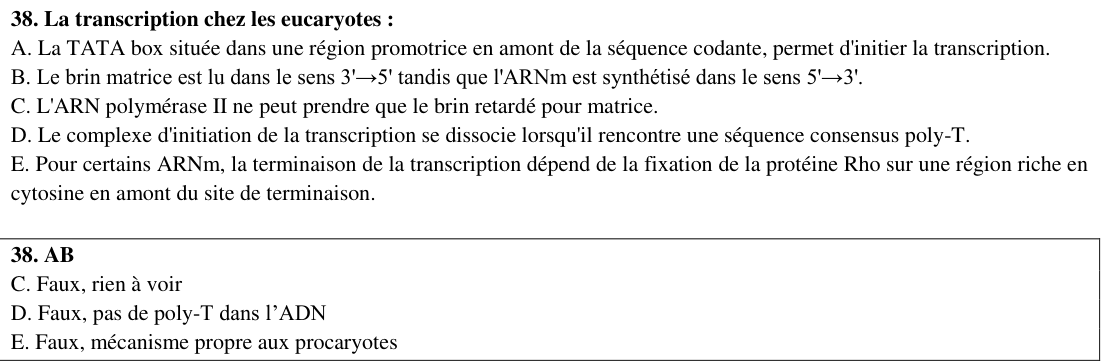 38. La transcription chez les eucaryotes :
A. La TATA box située dans une région promotrice en amont de la séquence codante, permet d'initier la transcription.
B. Le brin matrice est lu dans le sens 3'→5' tandis que l'ARNm est synthétisé dans le sens 5'→3'.
C. L'ARN polymérase II ne peut prendre que le brin retardé pour matrice.
D. Le complexe d'initiation de la transcription se dissocie lorsqu'il rencontre une séquence consensus poly-T.
E. Pour certains ARNm, la terminaison de la transcription dépend de la fixation de la protéine Rho sur une région riche en
cytosine en amont du site de terminaison.
38. AB
C. Faux, rien à voir
D. Faux, pas de poly-T dans l’ADN
E. Faux, mécanisme propre aux procaryotes